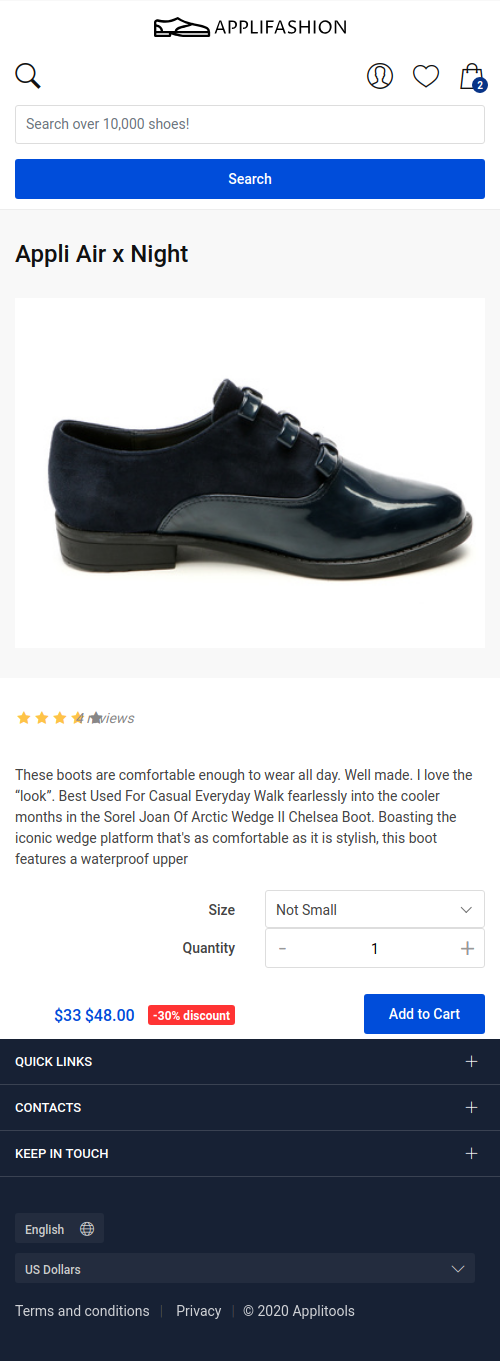 APPLIFASHION
2
Search over 10,000 shoes!
Search
Appli Air x Night
4 reviews
These boots are comfortable enough to wear all day. Well made. I love the
“look”. Best Used For Casual Everyday Walk fearlessly into the cooler
months in the Sorel Joan Of Arctic Wedge II Chelsea Boot. Boasting the
iconic wedge platform that's as comfortable as it is stylish, this boot
features a waterproof upper
Size Not Small
Quantity - 1 +
$33 $48.00 -30% discount Add to Cart
QUICK LINKS +
CONTACTS +
KEEP IN TOUCH +
English
US Dollars
Terms and conditions | Privacy | © 2020 Applitools